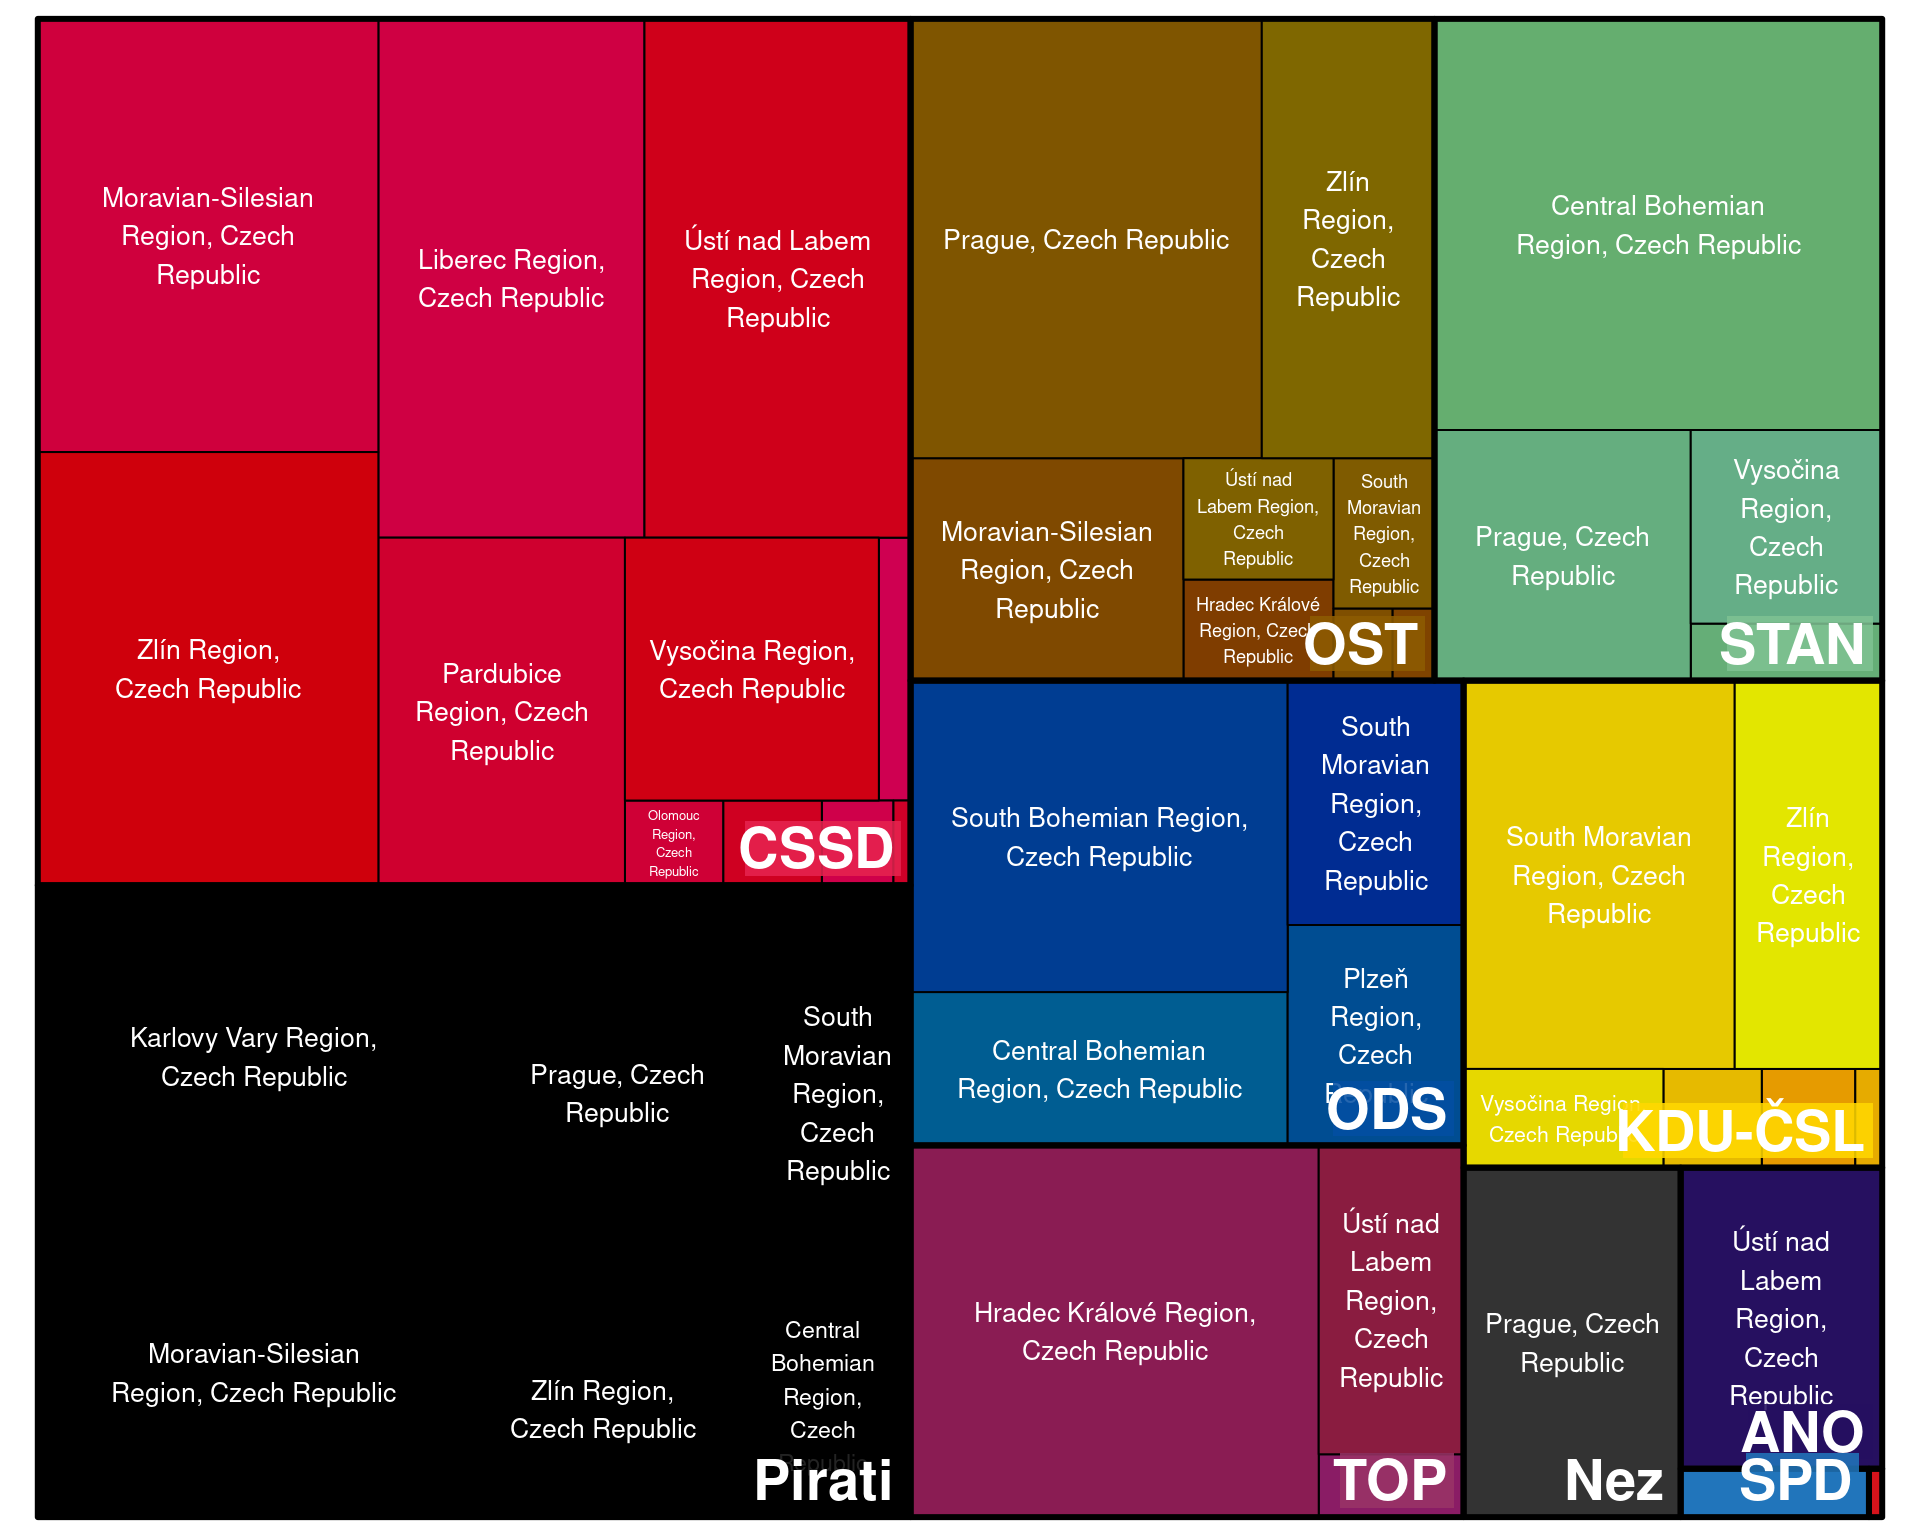 Moravian-Silesian
Region, Czech
Republic
Liberec Region,
Czech Republic
Ústí nad Labem
Region, Czech
Republic
Zlín Region,
Czech Republic
Pardubice
Region, Czech
Republic
Vysočina Region,
Czech Republic
Olomouc
Region,
Czech
Republic
CSSD
Prague, Czech Republic
Zlín
Region,
Czech
Republic
Moravian-Silesian
Region, Czech
Republic
Ústí nad
Labem Region,
Czech
Republic
South
Moravian
Region,
Czech
Republic
Hradec Králové
Region, Czech
Republic
OST
Central Bohemian
Region, Czech Republic
Prague, Czech
Republic
Vysočina
Region,
Czech
Republic
STAN
Karlovy Vary Region,
Czech Republic
Prague, Czech
Republic
South
Moravian
Region,
Czech
Republic
Moravian-Silesian
Region, Czech Republic
Zlín Region,
Czech Republic
Central
Bohemian
Region,
Czech
Republic
Pirati
South Bohemian Region,
Czech Republic
South
Moravian
Region,
Czech
Republic
Central Bohemian
Region, Czech Republic
Plzeň
Region,
Czech
Republic
ODS
South Moravian
Region, Czech
Republic
Zlín
Region,
Czech
Republic
Vysočina Region,
Czech Republic
KDU-ČSL
Hradec Králové Region,
Czech Republic
Ústí nad
Labem
Region,
Czech
Republic
TOP
Prague, Czech
Republic
Nez
Ústí nad
Labem
Region,
Czech
Republic
ANO
SPD